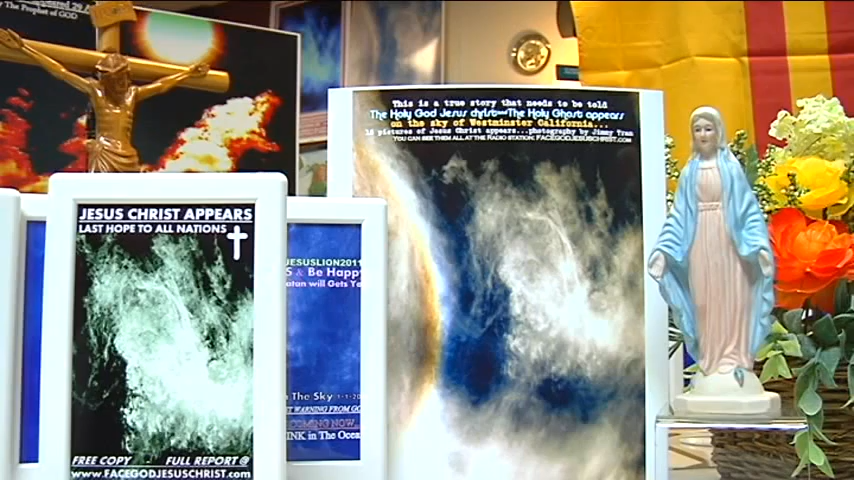 The Prophet of GOD
This is a true story that needs to be told
The Holy God Jesus christ and The Holy Ghost appears
on the sky of Westminster California...
16 pictures of Jesus Christ appears...photography by Jimmy Tran
YOU CAN SEE THEM ALL AT THE RADIO STATION: FACEGODJESUSCHRIST.COM
JESUS CHRIST APPEARS
LAST HOPE TO ALL NATIONS
FREE COPY FULL REPORT@
www.FACEGODJESUSCHRIST.COM
JESUSLION2011
S & Be Happy
atan will Gets
The Sky
WARNING FROM
COMING NOW...
INK in The Ocea